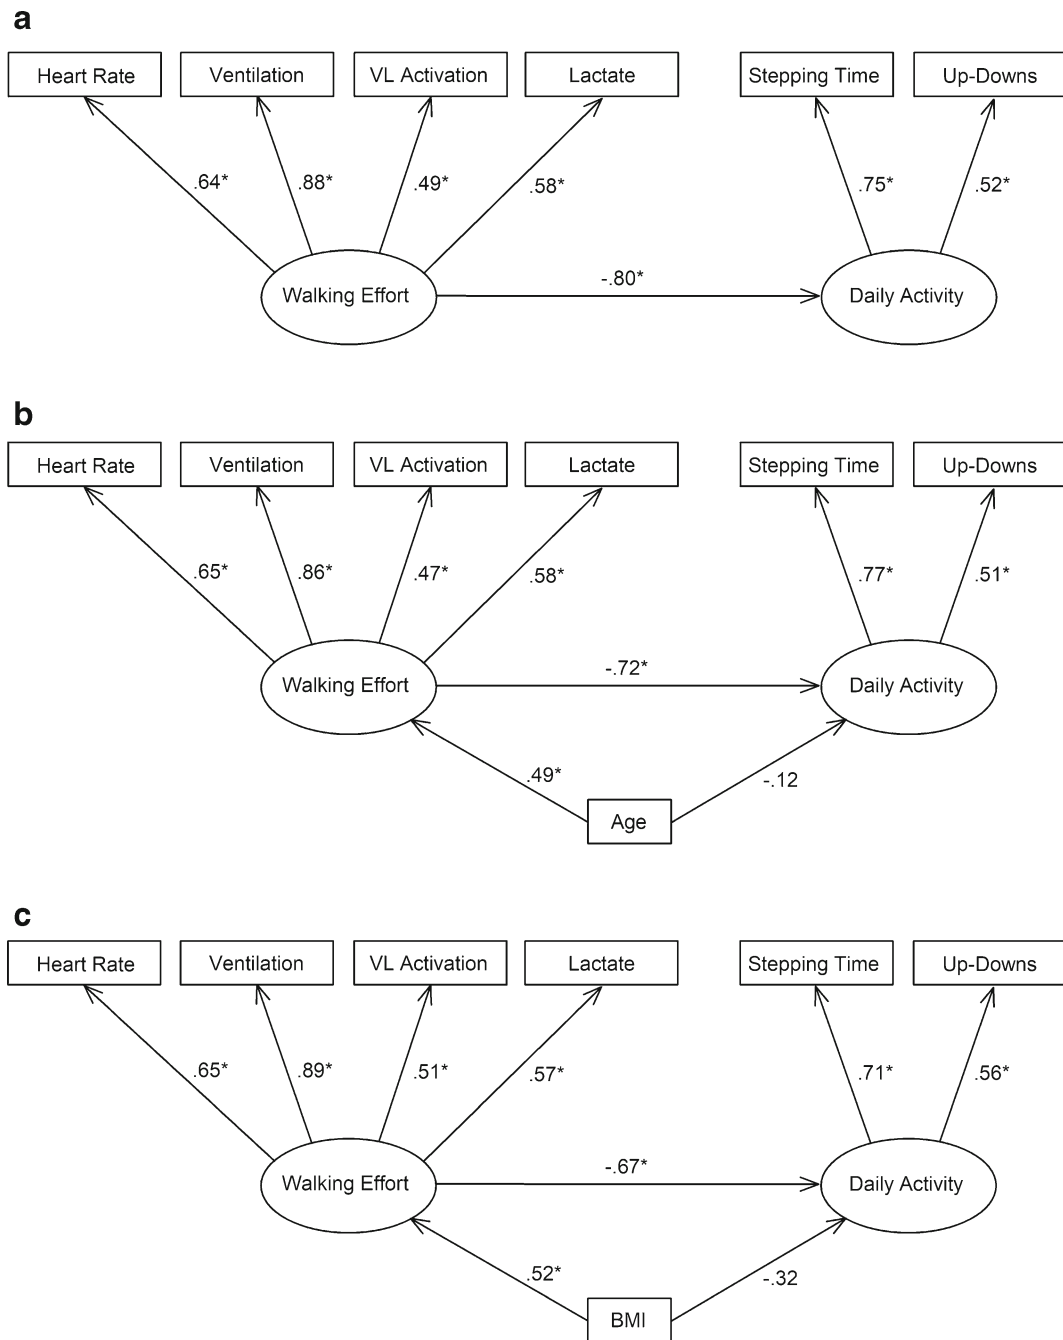 a
Heart Rate Ventilation VL Activation Lactate Stepping Time Up-Downs
.64* .88* .49* .58* .75* .52*
-.80*
Walking Effort Daily Activity
b
Heart Rate Ventilation VL Activation Lactate Stepping Time Up-Downs
.65* .86* .47* .58* .77* .51*
-.72*
Walking Effort Daily Activity
.49* -.12
Age
c
Heart Rate Ventilation VL Activation Lactate Stepping Time Up-Downs
.65* .89* .51* .57* .71* .56*
-.67*
Walking Effort Daily Activity
.52* -.32
BMI